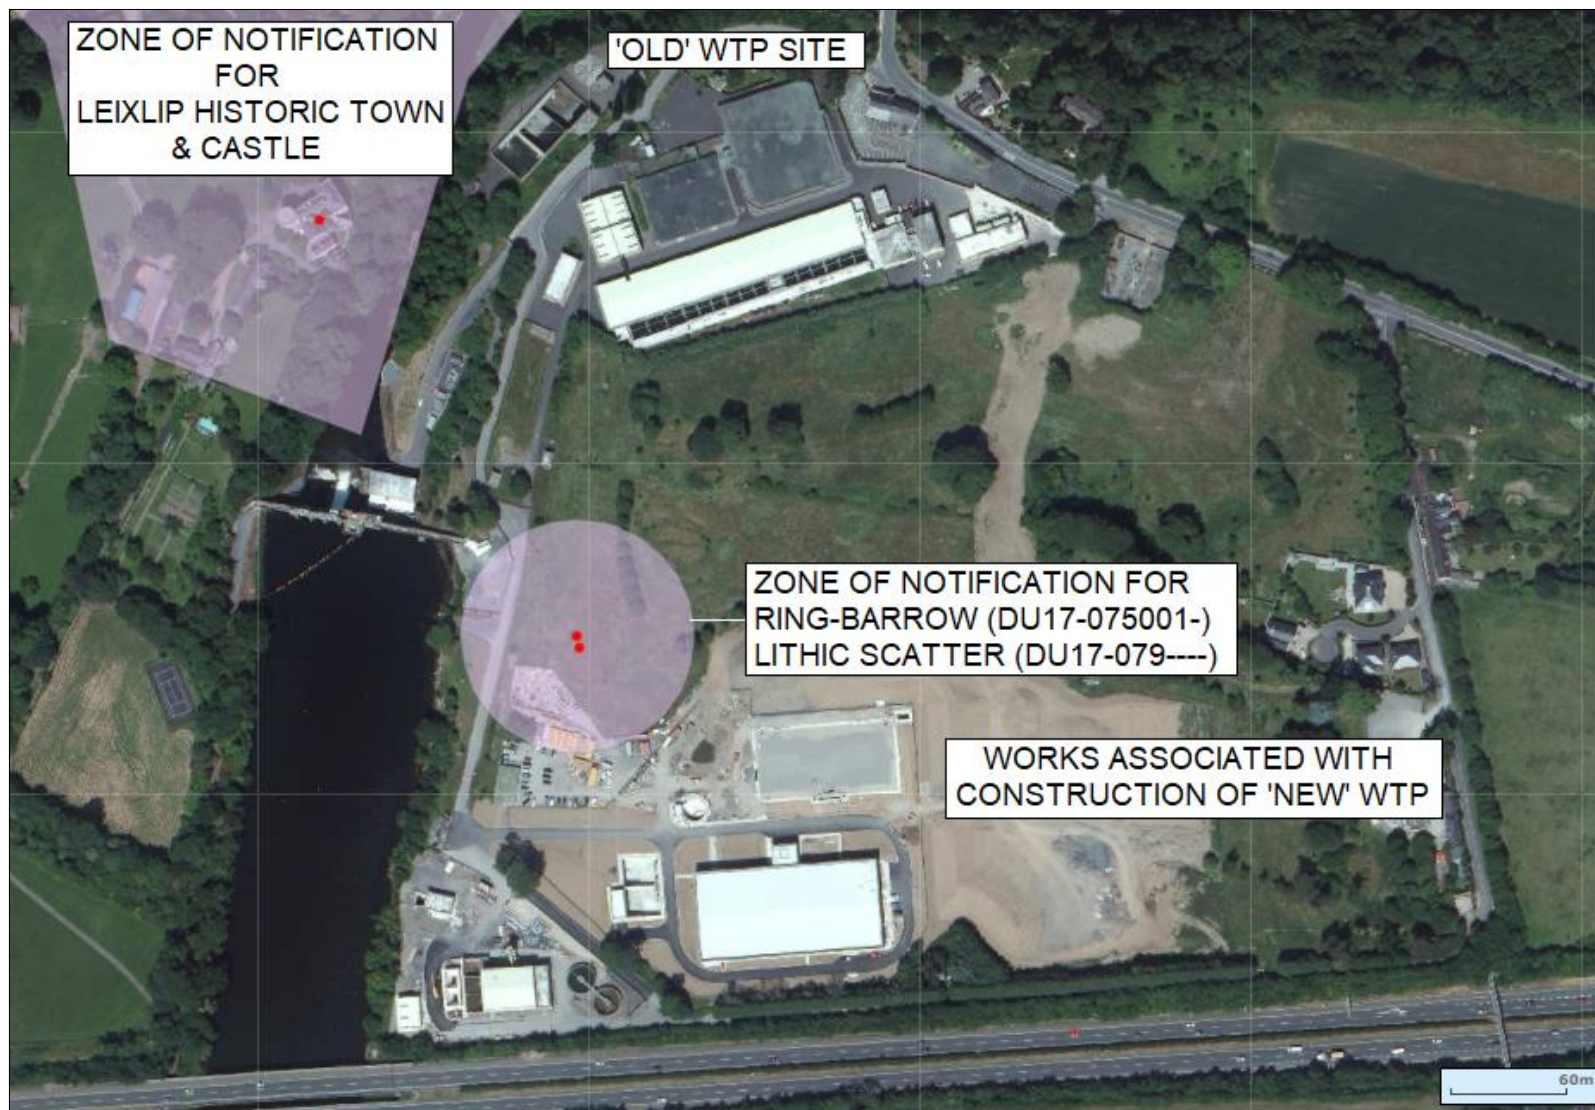 ZONE OF NOTIFICATION
FOR
LEIXLIP HISTORIC TOWN
& CASTLE
'OLD' WTP SITE
ZONE OF NOTIFICATION FOR
RING-BARROW (DU17-075001-)
LITHIC SCATTER (DU17-079----)
WORKS ASSOCIATED WITH
CONSTRUCTION OF 'NEW' WTP
60m